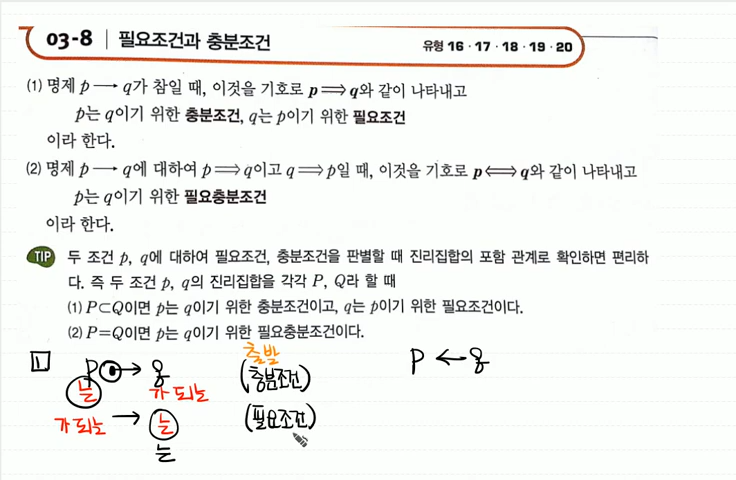 03-8 | 필요조건과 충분조건
유형 16 · 17 · 18 · 19 · 20
(1) 명제 p → q가 참일 때, 이것을 기호로 p ⟹ q와 같이 나타내고
p는 q이기 위한 충분조건, q는 p이기 위한 필요조건
이라 한다.
(2) 명제 p → q에 대하여 p ⟹ q이고 q ⟹ p일 때, 이것을 기호로 p ⟺ q와 같이 나타내고
p는 q이기 위한 필요충분조건
이라 한다.
TIP 두 조건 p, q에 대하여 필요조건, 충분조건을 판별할 때 진리집합의 포함 관계로 확인하면 편리하
다. 즉 두 조건 p, q의 진리집합을 각각 P, Q라 할 때
(1) P⊂Q이면 p는 q이기 위한 충분조건이고, q는 p이기 위한 필요조건이다.
(2) P=Q이면 p는 q이기 위한 필요충분조건이다.
출발
1 P → q (충분조건) P ← q
는 가 되는
가 되는 → 는 (필요조건)
는